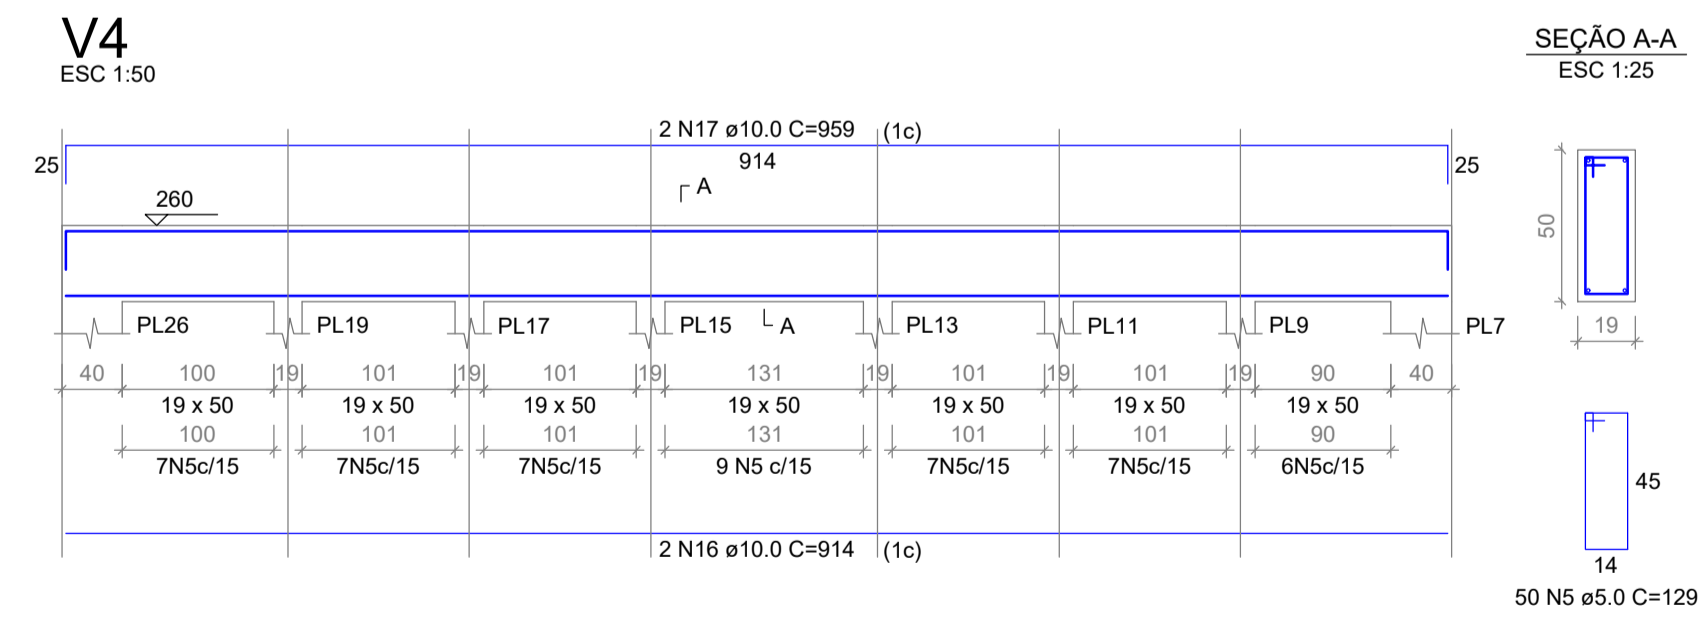 V4
ESC 1:50
SEÇÃO A-A
ESC 1:25
2 N17 ø10.0 C=959 (1c)
25 914 25
A
260
50
PL26 PL19 PL17 PL15 A PL13 PL11 PL9 PL7
19
40 100 19 101 19 101 19 131 19 101 19 101 19 90 40
19 x 50 19 x 50 19 x 50 19 x 50 19 x 50 19 x 50 19 x 50
100 101 101 131 101 101 90
7N5c/15 7N5c/15 7N5c/15 9 N5 c/15 7N5c/15 7N5c/15 6N5c/15
45
2 N16 ø10.0 C=914 (1c)
14
50 N5 ø5.0 C=129